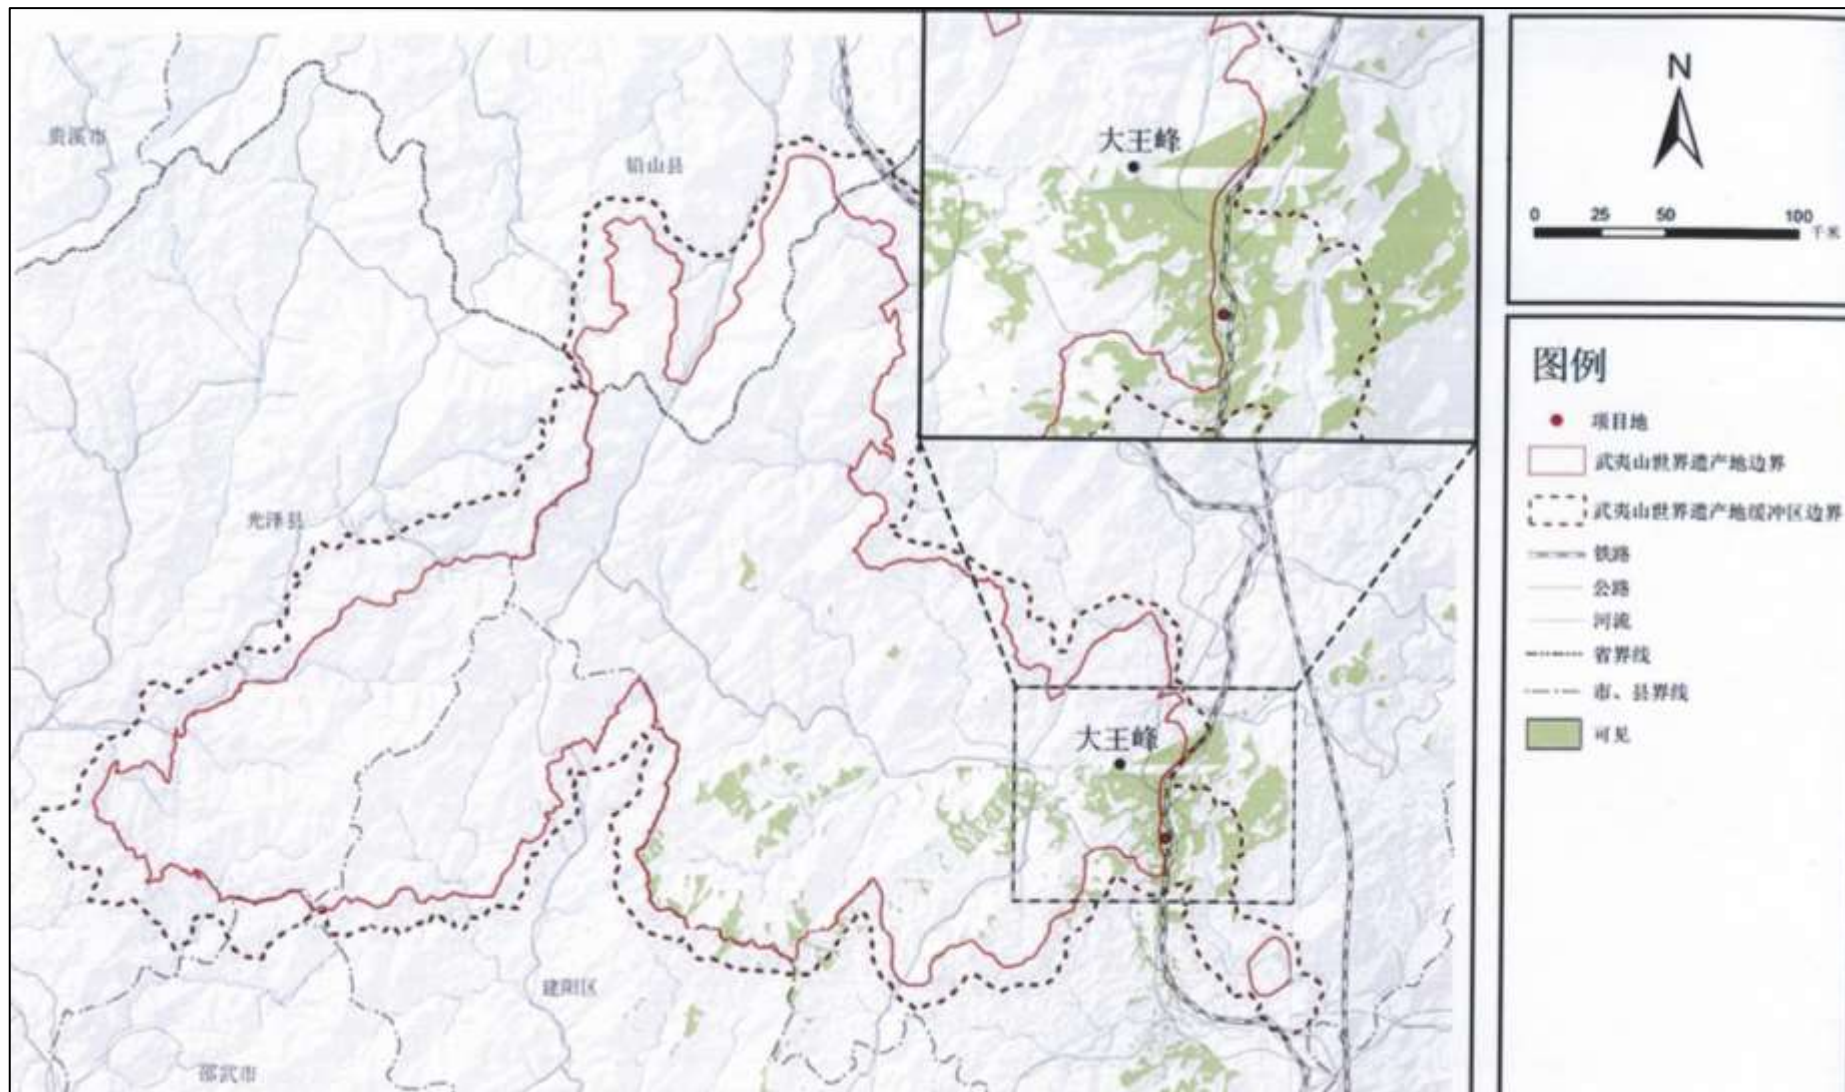 贵溪市
铅山县
大王峰
光泽县
大王峰
建阳区
邵武市
N
0 25 50 100
千米
图例
项目地
武夷山世界遗产地边界
武夷山世界遗产地缓冲区边界
铁路
公路
河流
省界线
市、县界线
可见